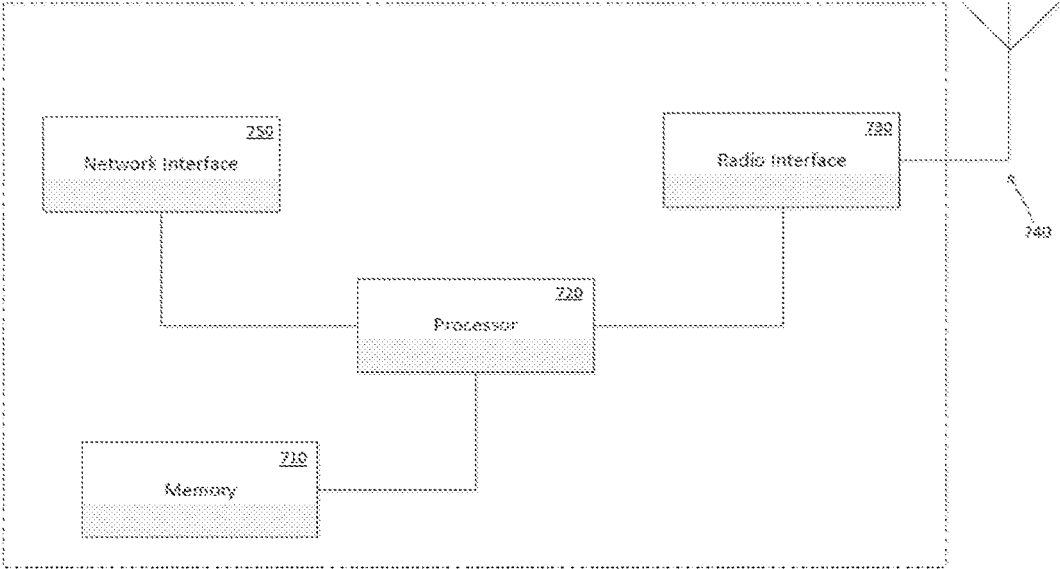 750
Network Interface
730
Radio Interface
740
720
Processor
710
Memory